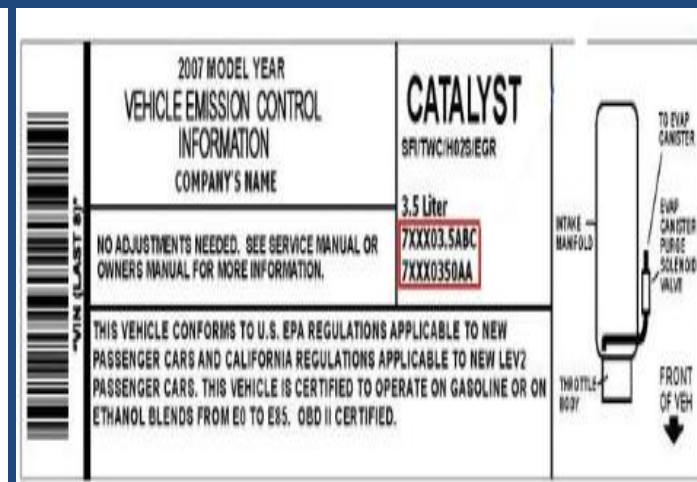 "VIN (LAST 8)"
2007 MODEL YEAR
VEHICLE EMISSION CONTROL
INFORMATION
COMPANY'S NAME
NO ADJUSTMENTS NEEDED. SEE SERVICE MANUAL OR
OWNERS MANUAL FOR MORE INFORMATION.
CATALYST
SFI/TWC/HO2S/EGR
3.5 Liter
7XXX03.5ABC
7XXX0350AA
THIS VEHICLE CONFORMS TO U.S. EPA REGULATIONS APPLICABLE TO NEW
PASSENGER CARS AND CALIFORNIA REGULATIONS APPLICABLE TO NEW LEV2
PASSENGER CARS. THIS VEHICLE IS CERTIFIED TO OPERATE ON GASOLINE OR ON
ETHANOL BLENDS FROM E0 TO E85. OBD II CERTIFIED.
TO EVAP
CANISTER
EVAP
CANISTER
PURGE
SOLENOID
VALVE
INTAKE
MANIFOLD
THROTTLE
BODY
FRONT
OF VEH